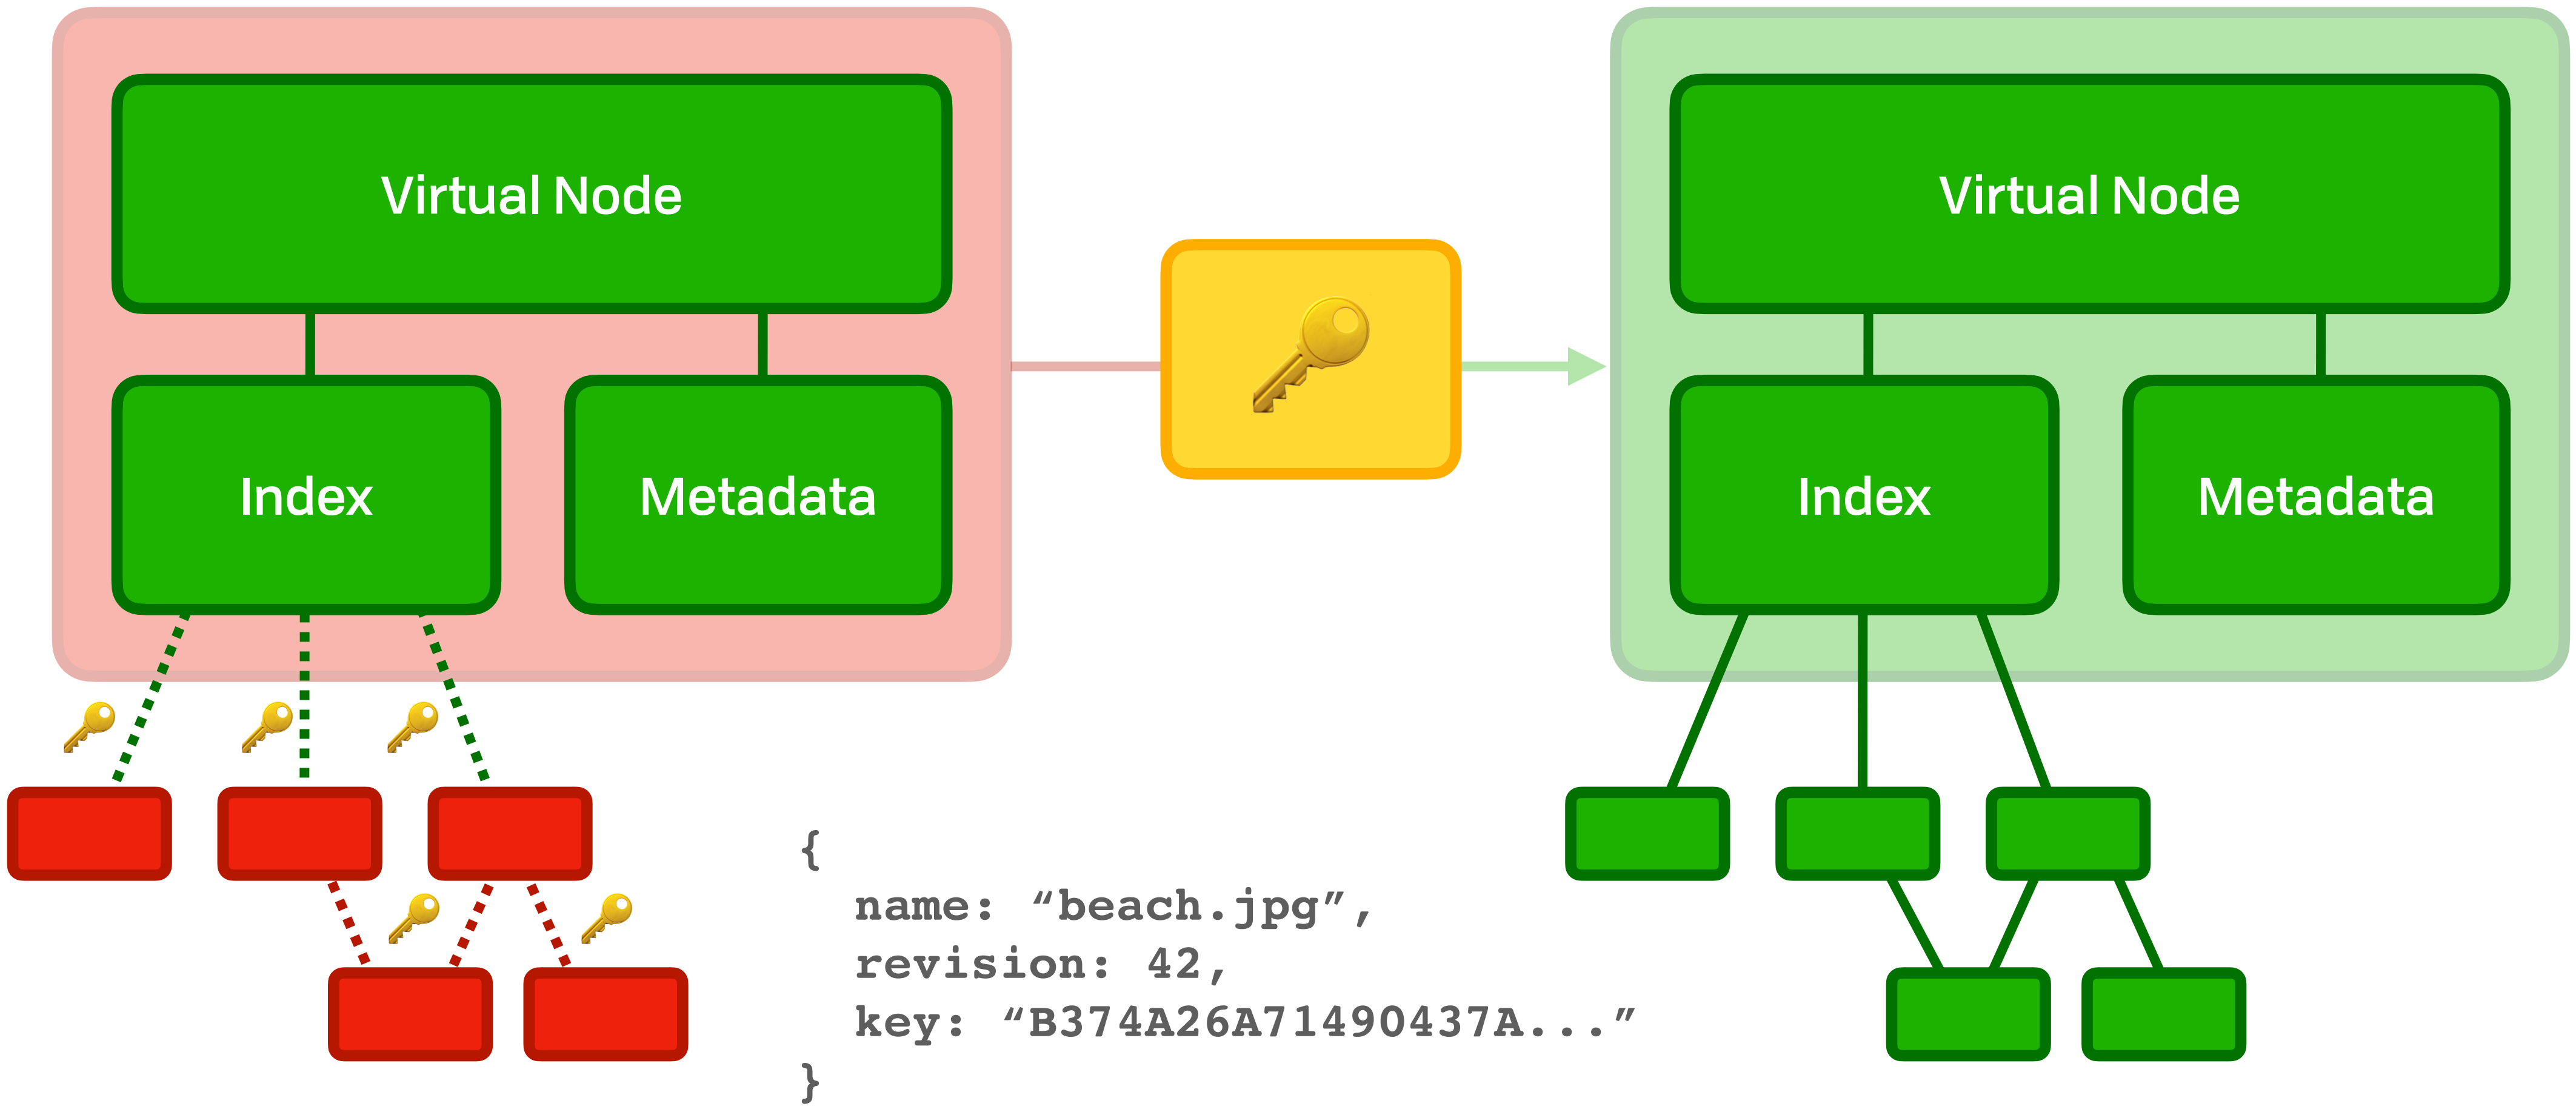 Virtual Node
Index
Metadata
Virtual Node
Index
Metadata
{
name: “beach.jpg”,
revision: 42,
key: “B374A26A71490437A...”
}